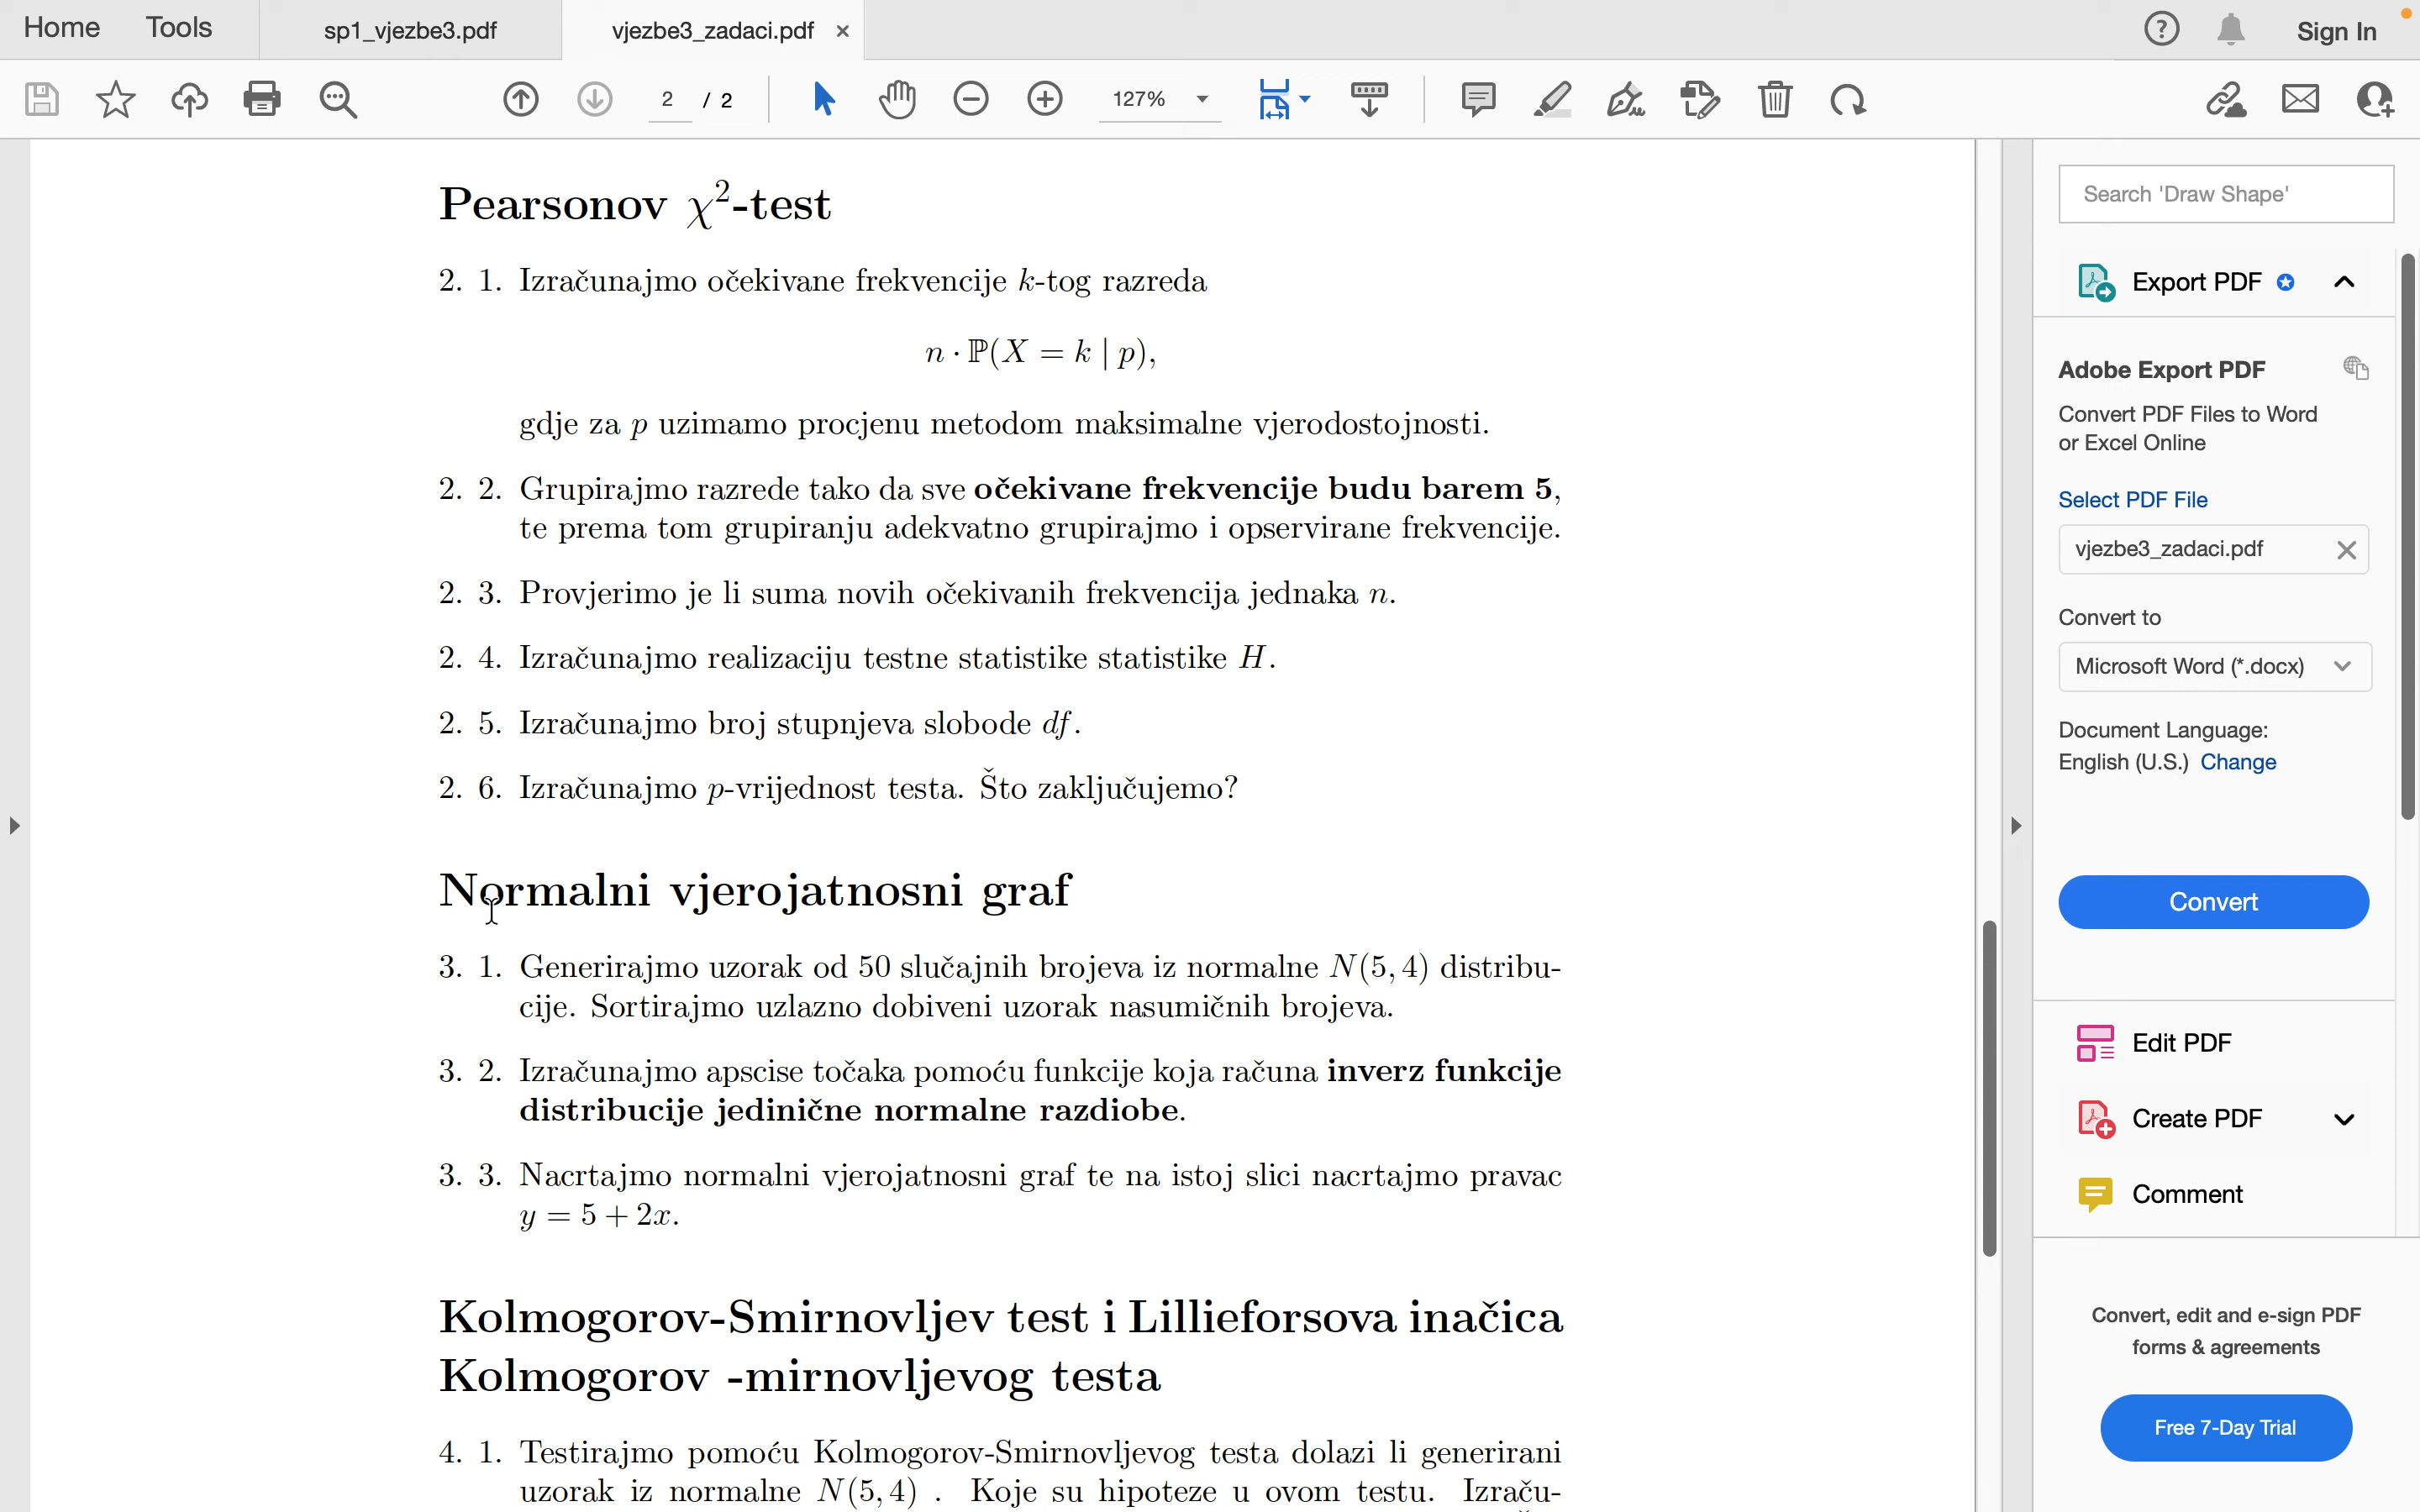 Home Tools sp1_vjezbe3.pdf vjezbe3_zadaci.pdf × ? Sign In
2 / 2 127%
Pearsonov χ²-test
2. 1. Izračunajmo očekivane frekvencije k-tog razreda
n · ℙ(X = k | p),
gdje za p uzimamo procjenu metodom maksimalne vjerodostojnosti.
2. 2. Grupirajmo razrede tako da sve očekivane frekvencije budu barem 5,
te prema tom grupiranju adekvatno grupirajmo i opservirane frekvencije.
2. 3. Provjerimo je li suma novih očekivanih frekvencija jednaka n.
2. 4. Izračunajmo realizaciju testne statistike statistike H.
2. 5. Izračunajmo broj stupnjeva slobode df.
2. 6. Izračunajmo p-vrijednost testa. Što zaključujemo?
Normalni vjerojatnosni graf
3. 1. Generirajmo uzorak od 50 slučajnih brojeva iz normalne N(5, 4) distribu-
cije. Sortirajmo uzlazno dobiveni uzorak nasumičnih brojeva.
3. 2. Izračunajmo apscise točaka pomoću funkcije koja računa inverz funkcije
distribucije jedinične normalne razdiobe.
3. 3. Nacrtajmo normalni vjerojatnosni graf te na istoj slici nacrtajmo pravac
y = 5 + 2x.
Kolmogorov-Smirnovljev test i Lillieforsova inačica
Kolmogorov -mirnovljevog testa
4. 1. Testirajmo pomoću Kolmogorov-Smirnovljevog testa dolazi li generirani
uzorak iz normalne N(5, 4) . Koje su hipoteze u ovom testu. Izraču-
Search 'Draw Shape'
Export PDF
Adobe Export PDF
Convert PDF Files to Word
or Excel Online
Select PDF File
vjezbe3_zadaci.pdf
Convert to
Microsoft Word (*.docx)
Document Language:
English (U.S.) Change
Convert
Edit PDF
Create PDF
Comment
Convert, edit and e-sign PDF
forms & agreements
Free 7-Day Trial